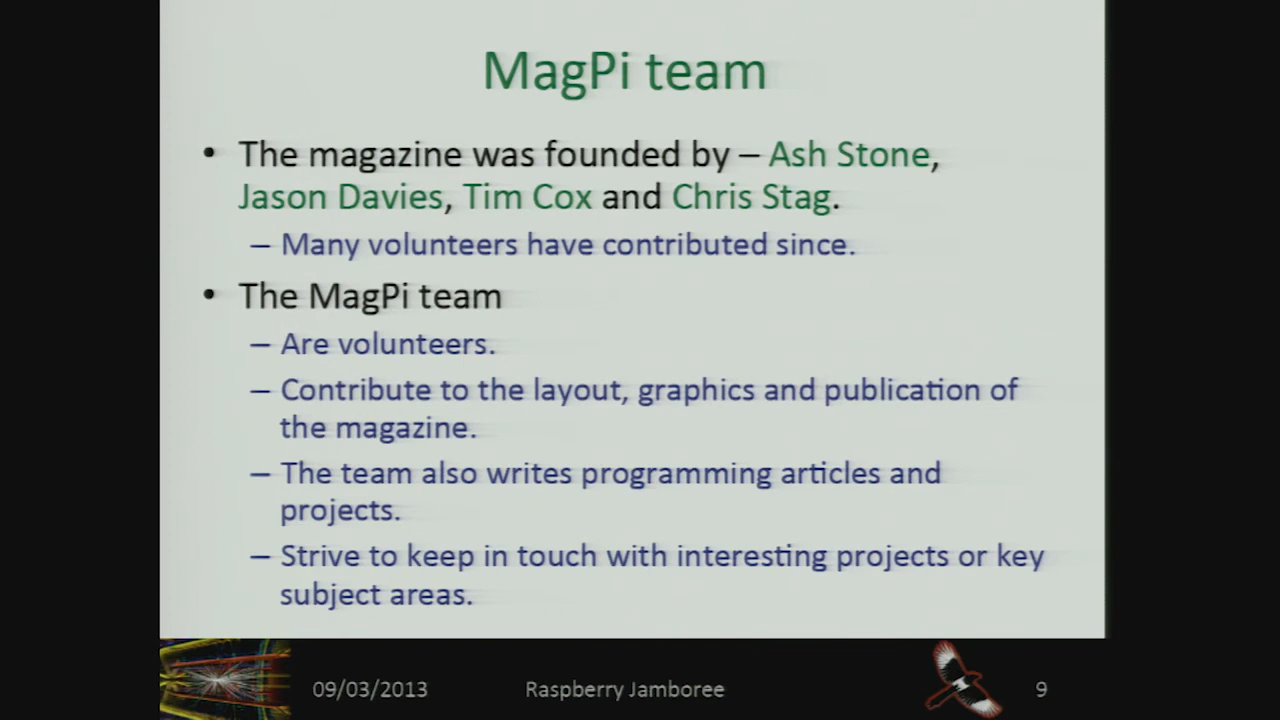 MagPi team
• The magazine was founded by – Ash Stone,
Jason Davies, Tim Cox and Chris Stag.
– Many volunteers have contributed since.
• The MagPi team
– Are volunteers.
– Contribute to the layout, graphics and publication of
the magazine.
– The team also writes programming articles and
projects.
– Strive to keep in touch with interesting projects or key
subject areas.
09/03/2013 Raspberry Jamboree 9